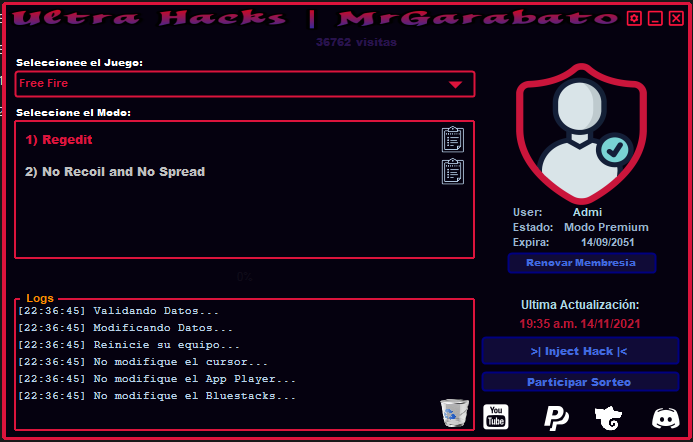 Ultra Hacks | MrGarabato
36762 visitas
Seleccionee el Juego:
Free Fire
Seleccione el Modo:
1) Regedit
2) No Recoil and No Spread
User: Admi
Estado: Modo Premium
Expira: 14/09/2051
Renovar Membresia
0%
Logs
[22:36:45] Validando Datos...
[22:36:45] Modificando Datos...
[22:36:45] Reinicie su equipo...
[22:36:45] No modifique el cursor...
[22:36:45] No modifique el App Player...
[22:36:45] No modifique el Bluestacks...
Ultima Actualización:
19:35 a.m. 14/11/2021
>| Inject Hack |<
Participar Sorteo
You
Tube